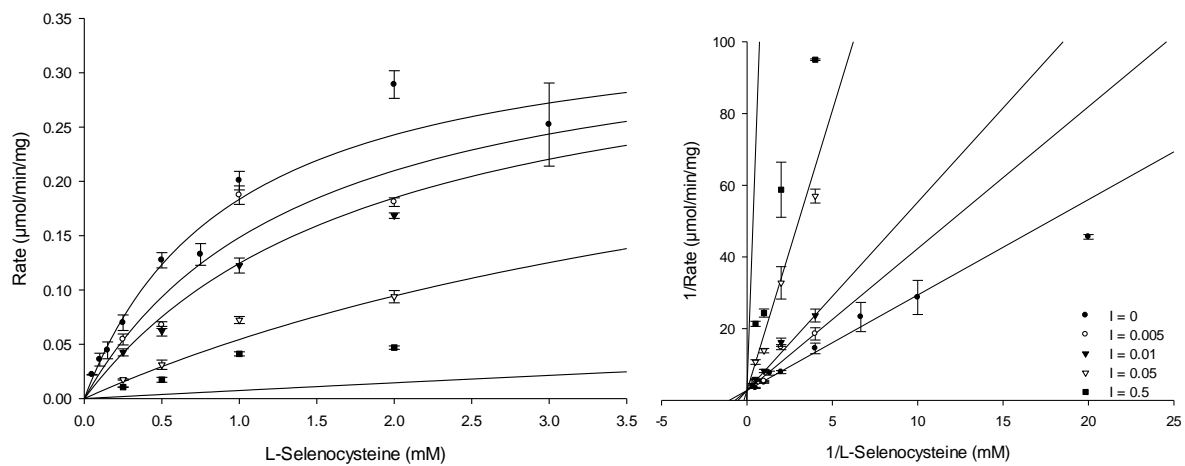 0.35
0.30
0.25
0.20
0.15
0.10
0.05
0.00
Rate (µmol/min/mg)
0.0 0.5 1.0 1.5 2.0 2.5 3.0 3.5
L-Selenocysteine (mM)
100
80
60
40
20
1/Rate (µmol/min/mg)
I = 0
I = 0.005
I = 0.01
I = 0.05
I = 0.5
-5 0 5 10 15 20 25
1/L-Selenocysteine (mM)